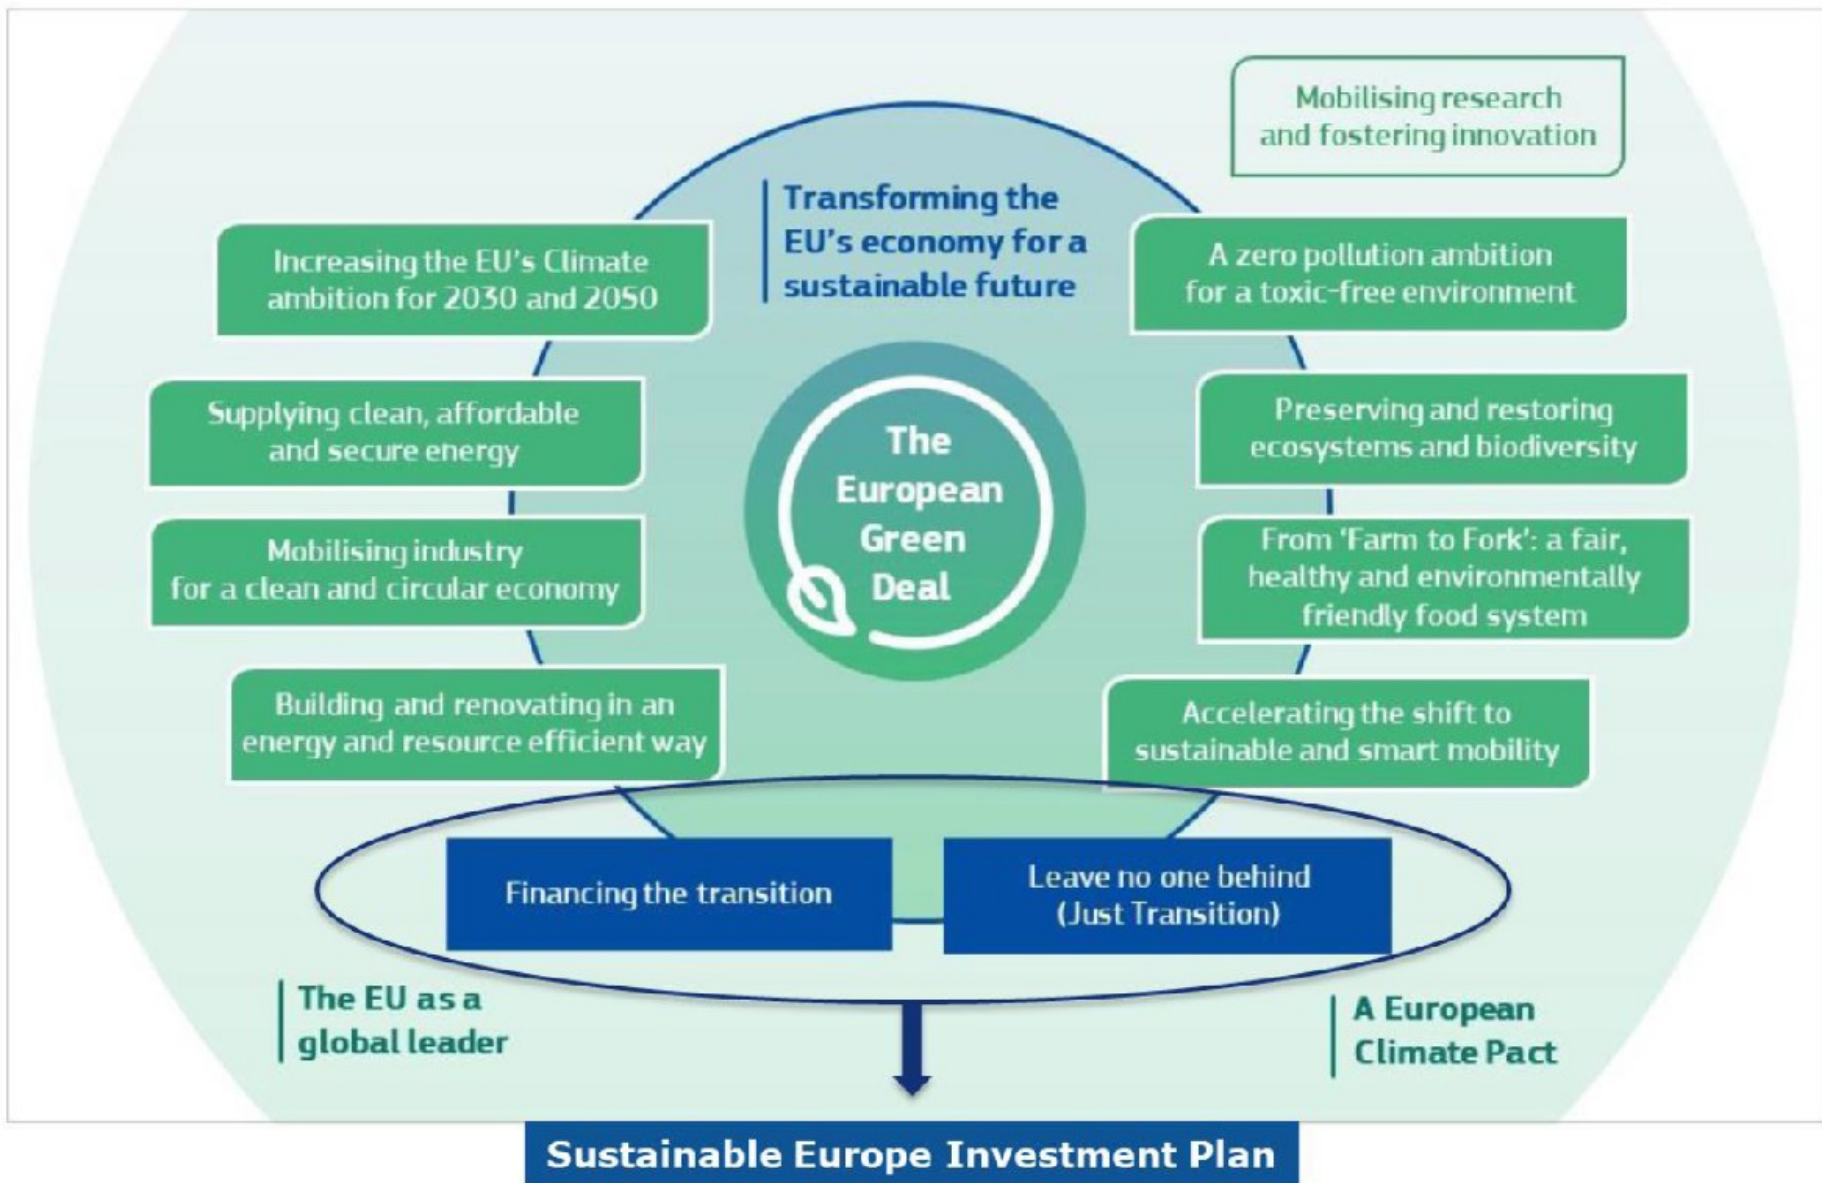 Mobilising research
and fostering innovation
Transforming the
EU's economy for a
sustainable future
Increasing the EU's Climate
ambition for 2030 and 2050
A zero pollution ambition
for a toxic-free environment
Supplying clean, affordable
and secure energy
Preserving and restoring
ecosystems and biodiversity
The
European
Green
Deal
Mobilising industry
for a clean and circular economy
From 'Farm to Fork': a fair,
healthy and environmentally
friendly food system
Building and renovating in an
energy and resource efficient way
Accelerating the shift to
sustainable and smart mobility
Financing the transition
Leave no one behind
(Just Transition)
The EU as a
global leader
A European
Climate Pact
Sustainable Europe Investment Plan